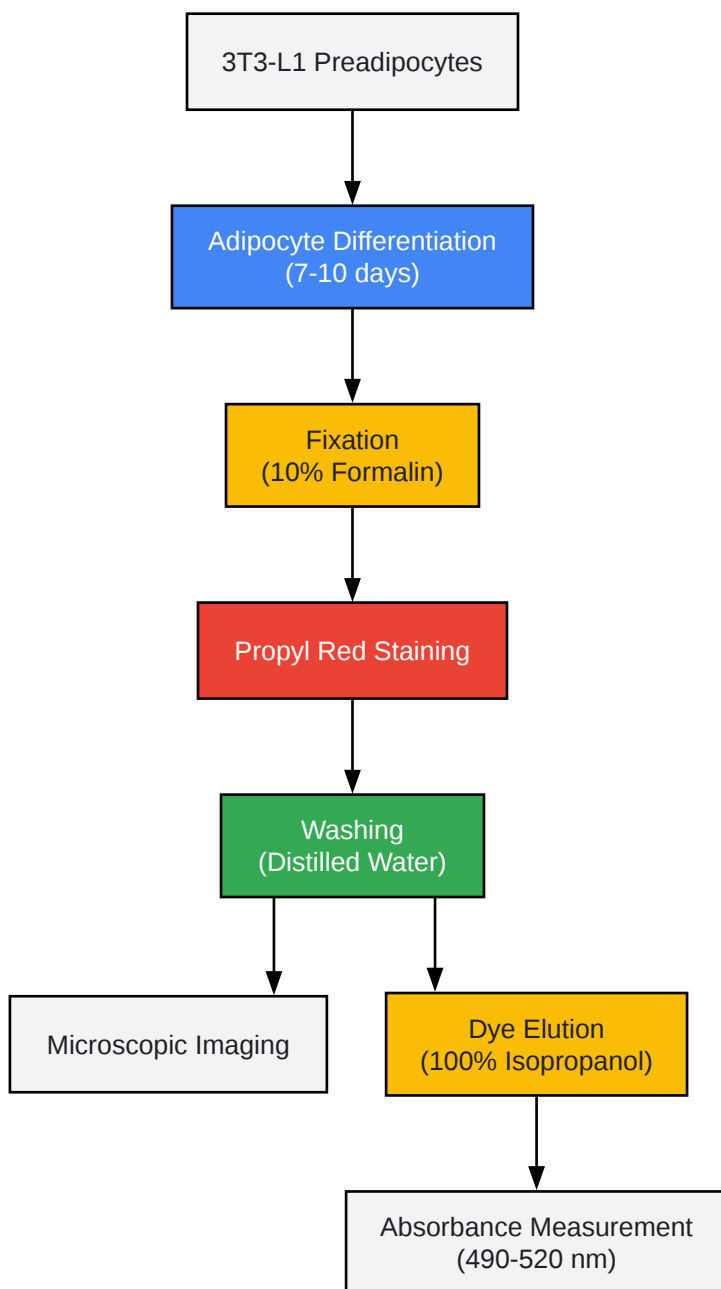 3T3-L1 Preadipocytes
Adipocyte Differentiation
(7-10 days)
Fixation
(10% Formalin)
Propyl Red Staining
Washing
(Distilled Water)
Microscopic Imaging
Dye Elution
(100% Isopropanol)
Absorbance Measurement
(490-520 nm)